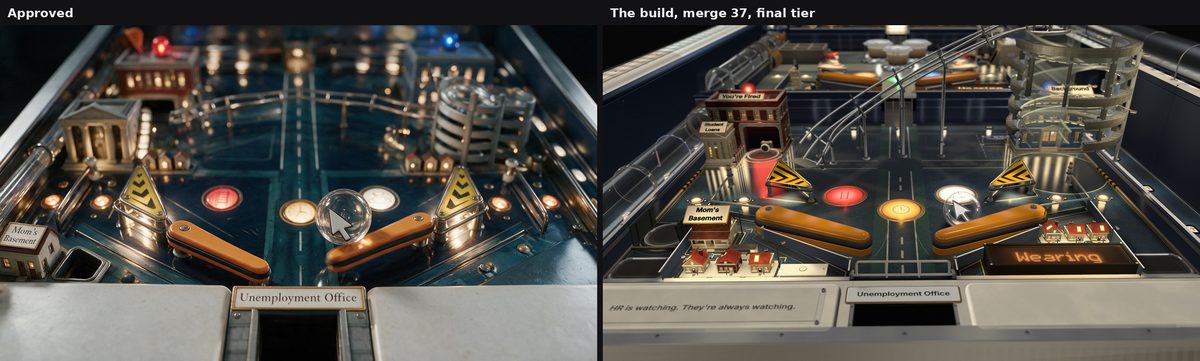 Approved
The build, merge 37, final tier
Mom's
Basement
Unemployment Office
You're Fired
Student
Loans
Background
Mom's
Basement
Wearing
HR is watching. They're always watching.
Unemployment Office